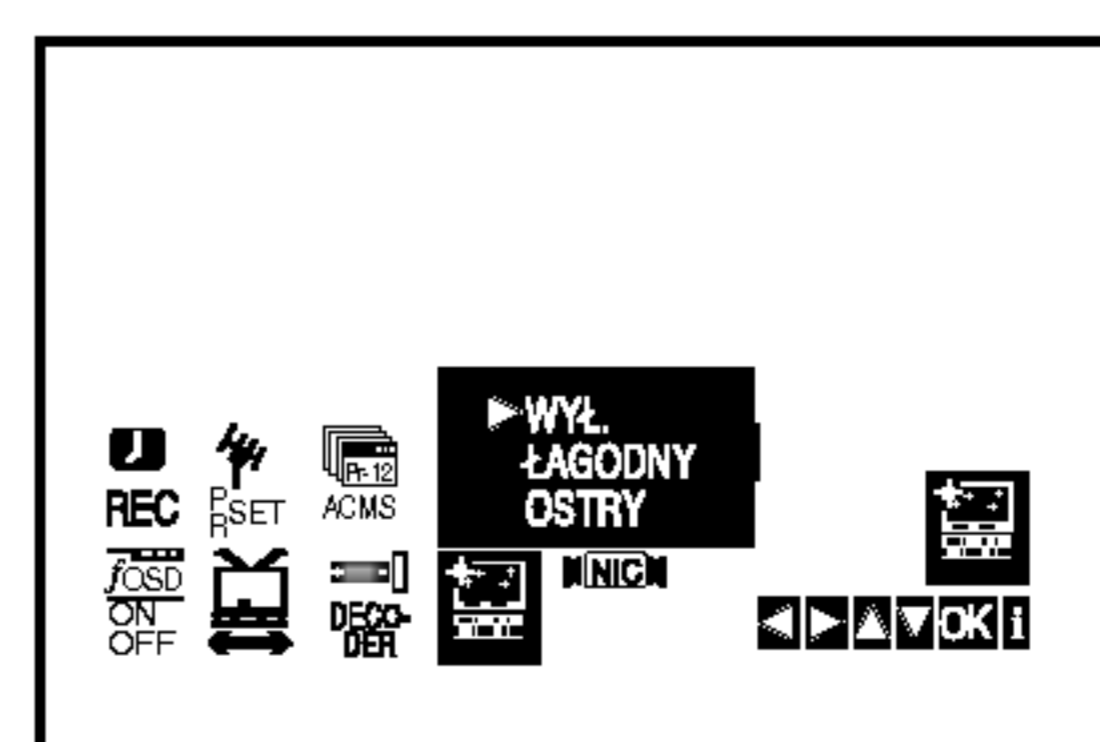 WYŁ.
ŁAGODNY
OSTRY
REC
PR SET
Pr-12
ACMS
fOSD
ON
OFF
DECO-
DER
NIC
OK i